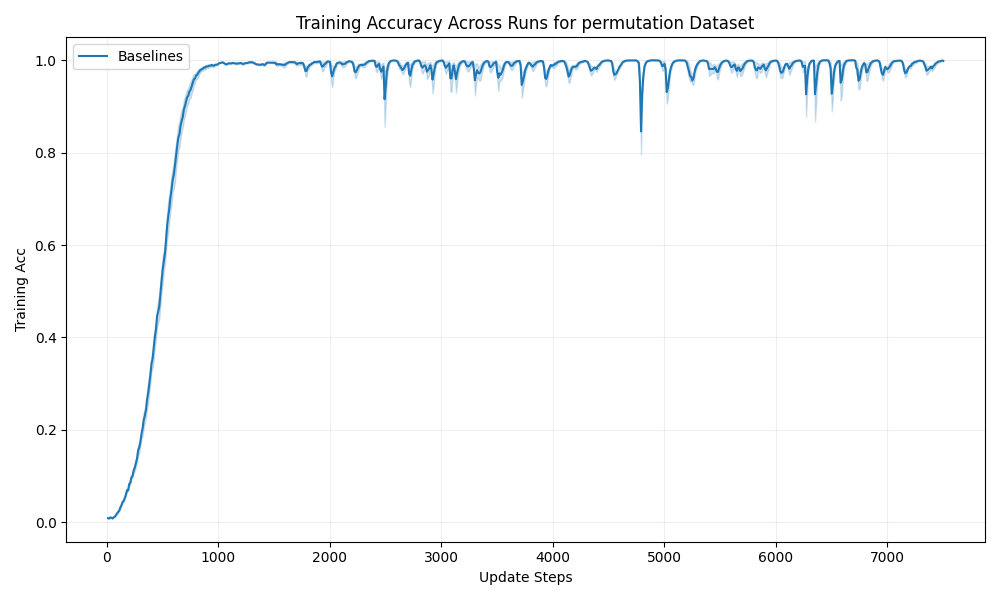 Training Accuracy Across Runs for permutation Dataset
Baselines
Training Acc
1.0
0.8
0.6
0.4
0.2
0.0
0 1000 2000 3000 4000 5000 6000 7000
Update Steps